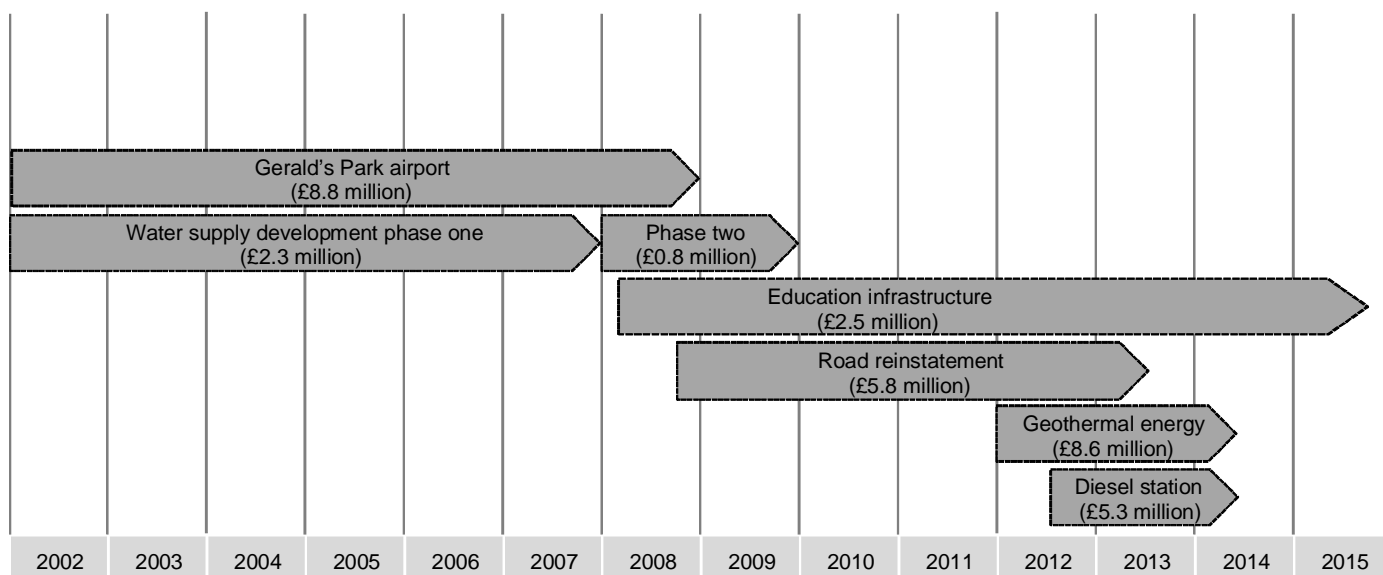 Gerald's Park airport
(£8.8 million)
Water supply development phase one
(£2.3 million)
Phase two
(£0.8 million)
Education infrastructure
(£2.5 million)
Road reinstatement
(£5.8 million)
Geothermal energy
(£8.6 million)
Diesel station
(£5.3 million)
2002 2003 2004 2005 2006 2007 2008 2009 2010 2011 2012 2013 2014 2015